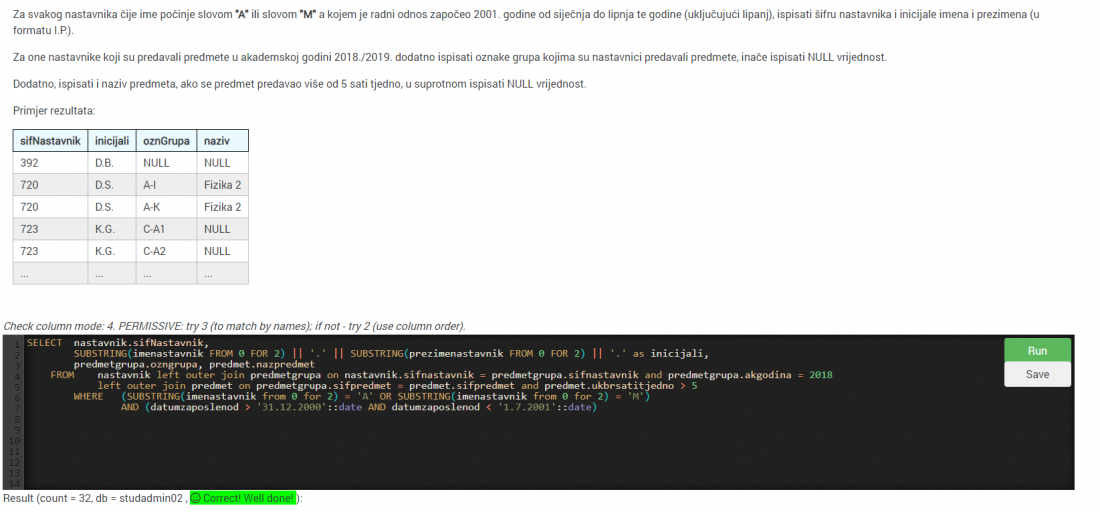 Za svakog nastavnika čije ime počinje slovom "A" ili slovom "M" a kojem je radni odnos započeo 2001. godine od siječnja do lipnja te godine (uključujući lipanj), ispisati šifru nastavnika i inicijale imena i prezimena (u
formatu I.P.).
Za one nastavnike koji su predavali predmete u akademskoj godini 2018./2019. dodatno ispisati oznake grupa kojima su nastavnici predavali predmete, inače ispisati NULL vrijednost.
Dodatno, ispisati i naziv predmeta, ako se predmet predavao više od 5 sati tjedno, u suprotnom ispisati NULL vrijednost.
Primjer rezultata:
sifNastavnik inicijali oznGrupa naziv
392 D.B. NULL NULL
720 D.S. A-I Fizika 2
720 D.S. A-K Fizika 2
723 K.G. C-A1 NULL
723 K.G. C-A2 NULL
... ... ... ...
Check column mode: 4. PERMISSIVE: try 3 (to match by names); if not - try 2 (use column order).
1 SELECT nastavnik.sifNastavnik,
2 SUBSTRING(imenastavnik FROM 0 FOR 2) || '.' || SUBSTRING(prezimenastavnik FROM 0 FOR 2) || '.' as inicijali,
3 predmetgrupa.ozngrupa, predmet.nazpredmet
4 FROM nastavnik left outer join predmetgrupa on nastavnik.sifnastavnik = predmetgrupa.sifnastavnik and predmetgrupa.akgodina = 2018
5 left outer join predmet on predmetgrupa.sifpredmet = predmet.sifpredmet and predmet.ukbrsatitjedno > 5
6 WHERE (SUBSTRING(imenastavnik from 0 for 2) = 'A' OR SUBSTRING(imenastavnik from 0 for 2) = 'M')
7 AND (datumzaposlenod > '31.12.2000'::date AND datumzaposlenod < '1.7.2001'::date)
8
9
10
11
12
13
14
Run
Save
Result (count = 32, db = studadmin02 , Correct! Well done! ):